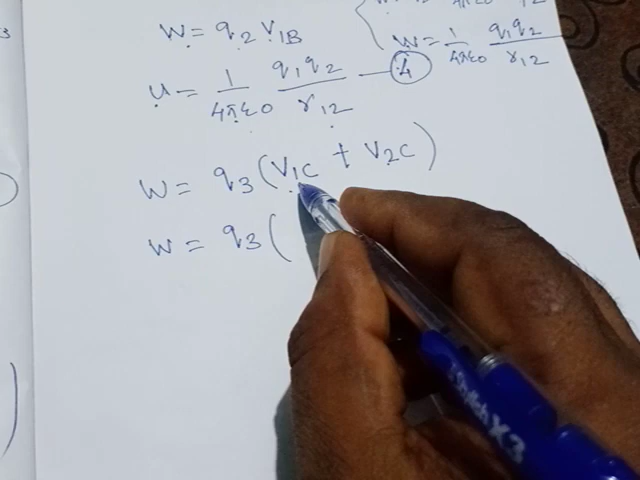 W = q₂ V₁B
W = 1/4πε₀ q₁q₂/r₁₂
u = 1/4πε₀ q₁q₂/r₁₂ — 4
W = q₃ (V₁C + V₂C)
W = q₃ (
X3